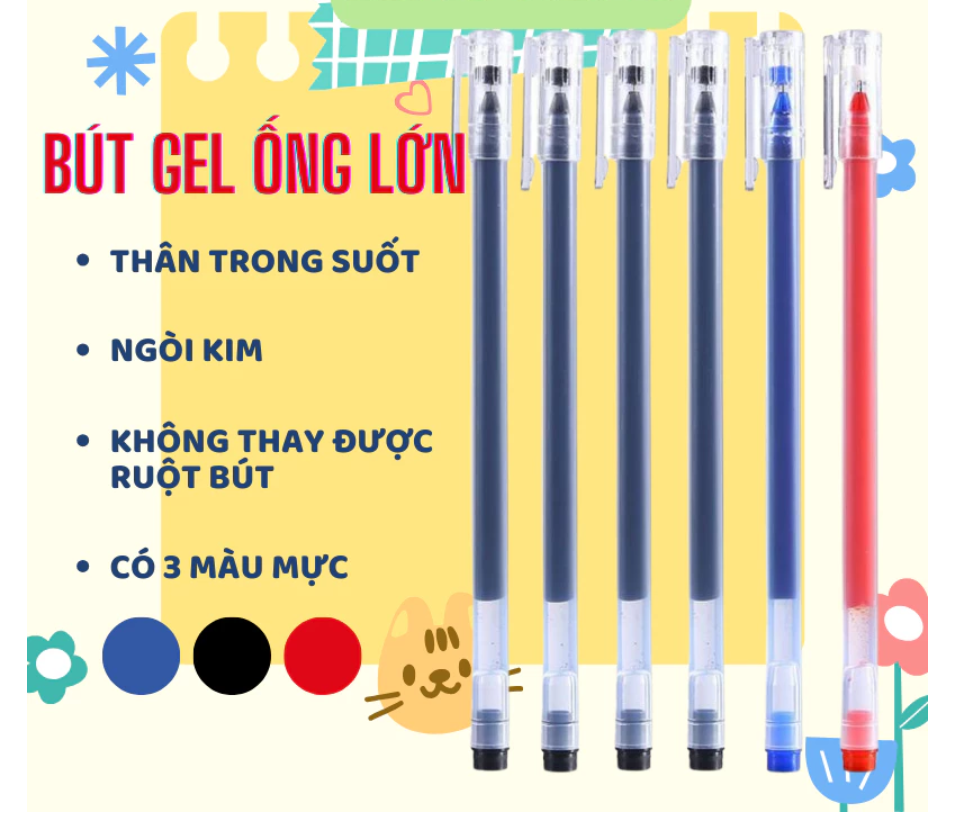 BÚT GEL ỐNG LỚN
• THÂN TRONG SUỐT
• NGÒI KIM
• KHÔNG THAY ĐƯỢC
RUỘT BÚT
• CÓ 3 MÀU MỰC